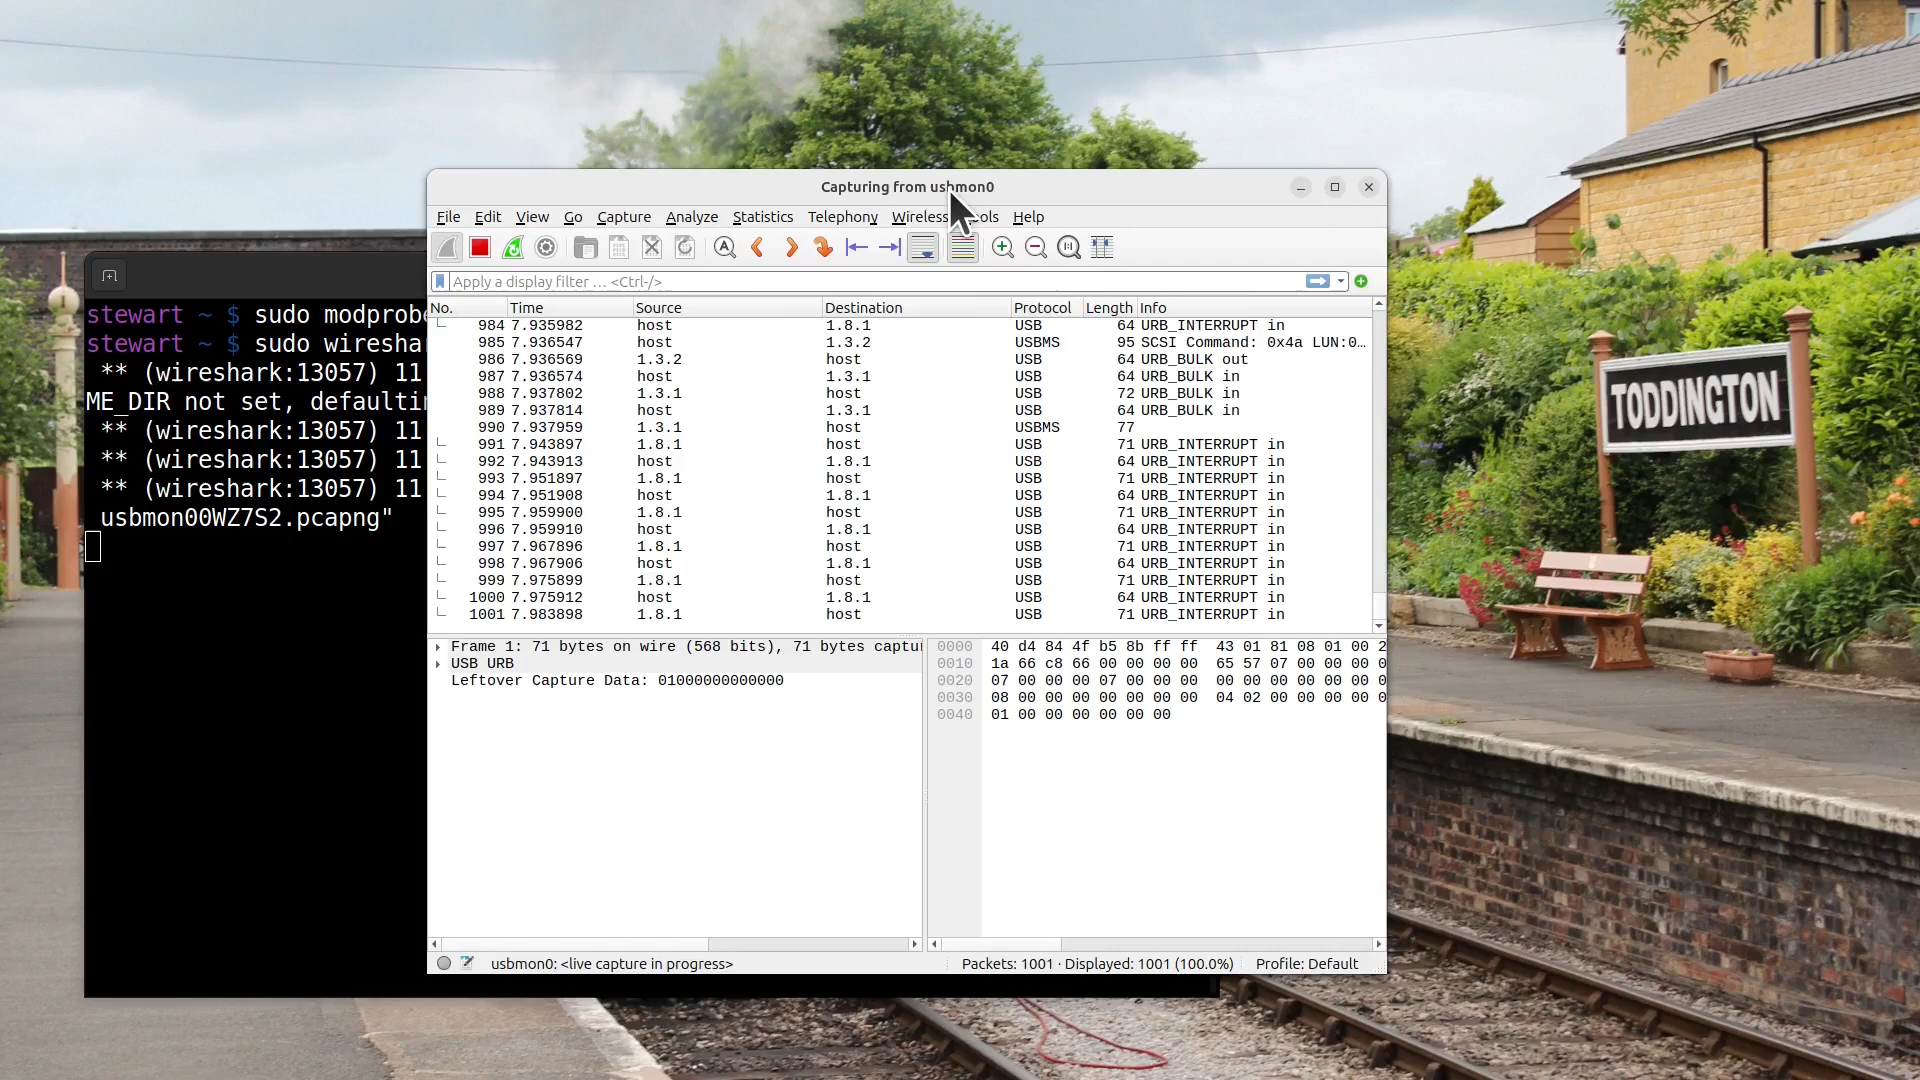 Capturing from usbmon0
File Edit View Go Capture Analyze Statistics Telephony Wireless Help
Apply a display filter … <Ctrl-/>
No. Time Source Destination Protocol Length Info
984 7.935982 host 1.8.1 USB 64 URB_INTERRUPT in
985 7.936547 host 1.3.2 USBMS 95 SCSI Command: 0x4a LUN:0…
986 7.936569 1.3.2 host USB 64 URB_BULK out
987 7.936574 host 1.3.1 USB 64 URB_BULK in
988 7.937802 1.3.1 host USB 72 URB_BULK in
989 7.937814 host 1.3.1 USB 64 URB_BULK in
990 7.937959 1.3.1 host USBMS 77
991 7.943897 1.8.1 host USB 71 URB_INTERRUPT in
992 7.943913 host 1.8.1 USB 64 URB_INTERRUPT in
993 7.951897 1.8.1 host USB 71 URB_INTERRUPT in
994 7.951908 host 1.8.1 USB 64 URB_INTERRUPT in
995 7.959900 1.8.1 host USB 71 URB_INTERRUPT in
996 7.959910 host 1.8.1 USB 64 URB_INTERRUPT in
997 7.967896 1.8.1 host USB 71 URB_INTERRUPT in
998 7.967906 host 1.8.1 USB 64 URB_INTERRUPT in
999 7.975899 1.8.1 host USB 71 URB_INTERRUPT in
1000 7.975912 host 1.8.1 USB 64 URB_INTERRUPT in
1001 7.983898 1.8.1 host USB 71 URB_INTERRUPT in
Frame 1: 71 bytes on wire (568 bits), 71 bytes captu
USB URB
Leftover Capture Data: 01000000000000
0000 40 d4 84 4f b5 8b ff ff 43 01 81 08 01 00 2
0010 1a 66 c8 66 00 00 00 00 65 57 07 00 00 00 0
0020 07 00 00 00 07 00 00 00 00 00 00 00 00 00 0
0030 08 00 00 00 00 00 00 00 04 02 00 00 00 00 0
0040 01 00 00 00 00 00 00
usbmon0: <live capture in progress>
Packets: 1001 · Displayed: 1001 (100.0%)
Profile: Default
stewart ~ $ sudo modprobe
stewart ~ $ sudo wireshar
** (wireshark:13057) 11
ME_DIR not set, defaultin
** (wireshark:13057) 11
** (wireshark:13057) 11
** (wireshark:13057) 11
usbmon00WZ7S2.pcapng"
TODDINGTON